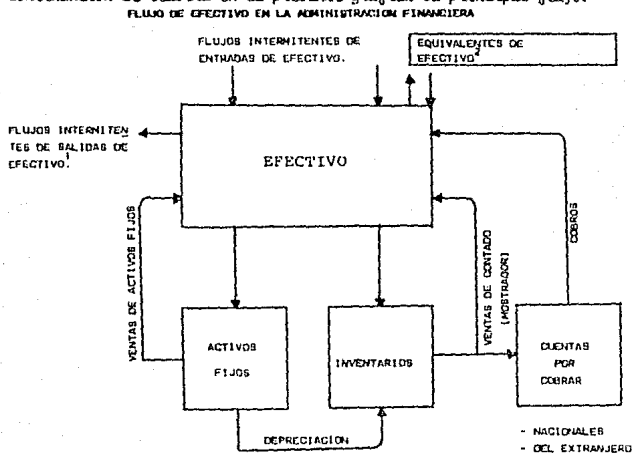 FLUJO DE EFECTIVO EN LA ADMINISTRACION FINANCIERA
FLUJOS INTERMITENTES DE
ENTRADAS DE EFECTIVO.
EQUIVALENTES DE
EFECTIVO2
FLUJOS INTERMITEN
TES DE SALIDAS DE
EFECTIVO.1
EFECTIVO
VENTAS DE ACTIVOS FIJOS
VENTAS DE CONTADO
(MOSTRADOR)
COBROS
ACTIVOS
FIJOS
INVENTARIOS
CUENTAS
POR
COBRAR
DEPRECIACION
- NACIONALES
- DEL EXTRANJERO